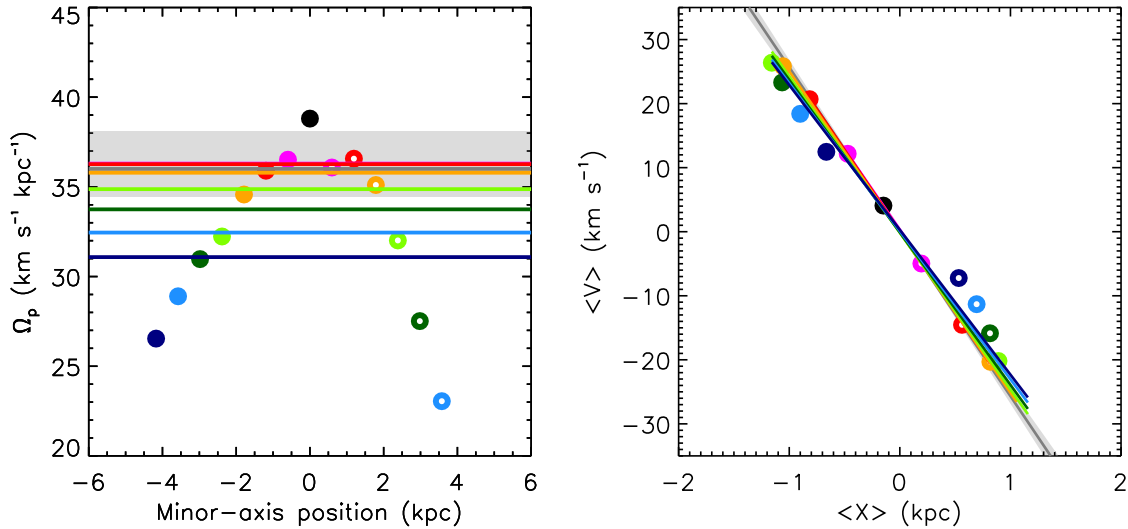 45
40
35
30
25
20
Ωp (km s−1 kpc−1)
−6 −4 −2 0 2 4 6
Minor−axis position (kpc)
30
20
10
0
−10
−20
−30
<V> (km s−1)
−2 −1 0 1 2
<X> (kpc)